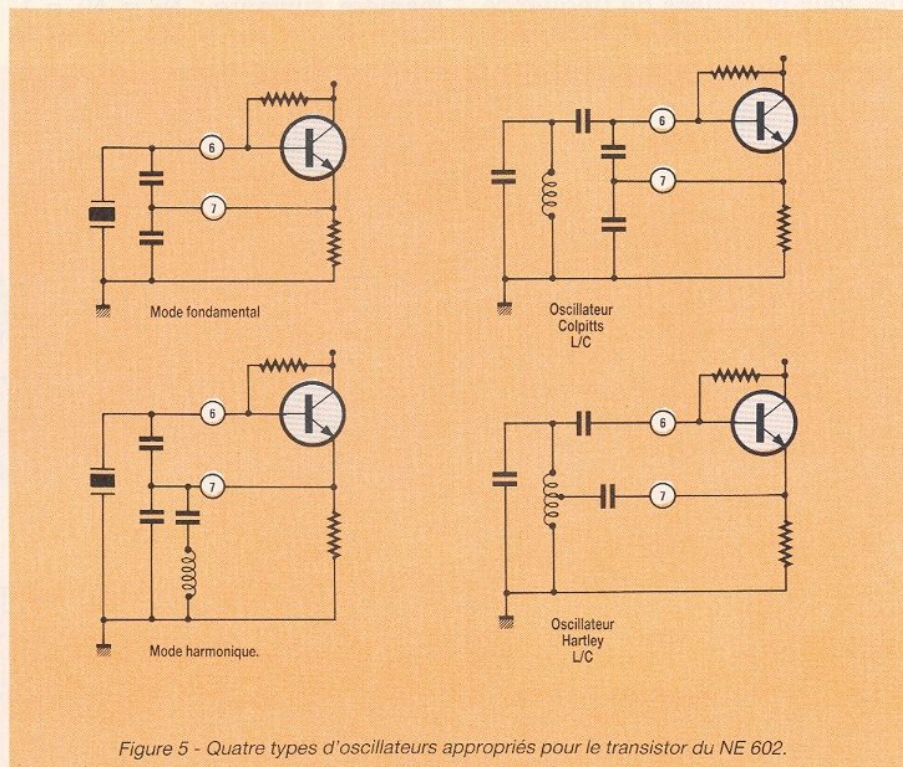 6
7
Mode fondamental
6
7
Oscillateur
Colpitts
L/C
6
7
Mode harmonique.
6
7
Oscillateur
Hartley
L/C
Figure 5 - Quatre types d'oscillateurs appropriés pour le transistor du NE 602.